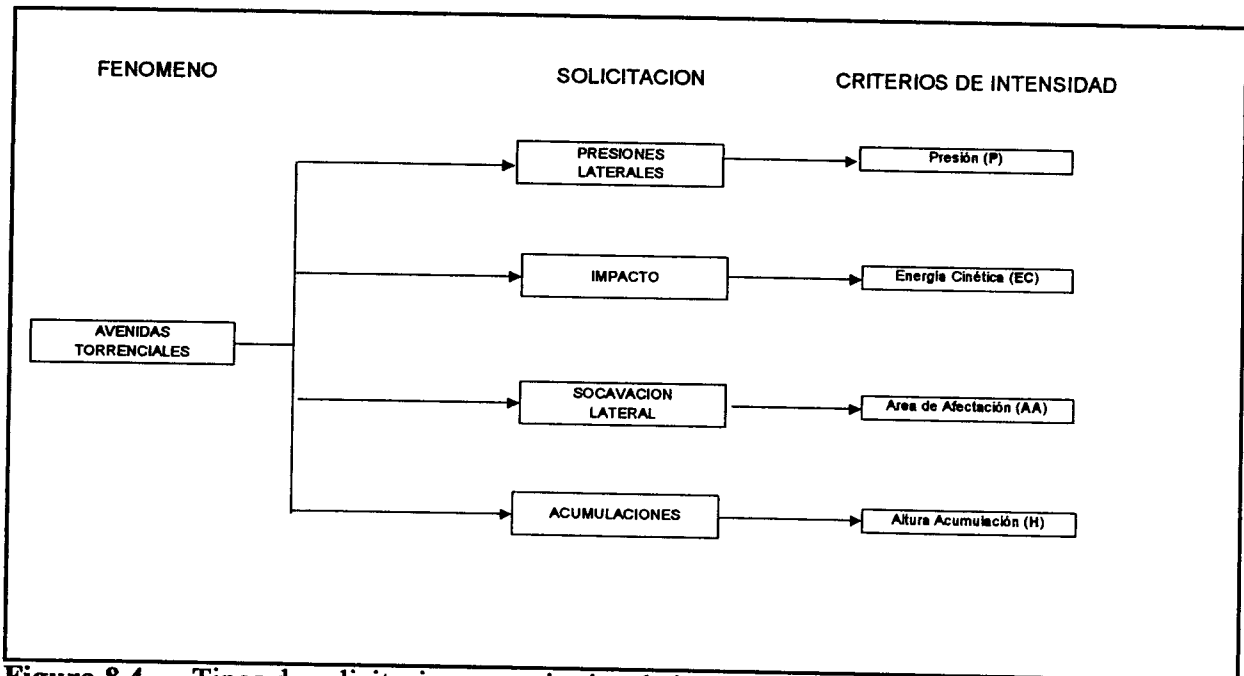 FENOMENO
SOLICITACION
CRITERIOS DE INTENSIDAD
PRESIONES
LATERALES
Presión (P)
IMPACTO
Energía Cinética (EC)
AVENIDAS
TORRENCIALES
SOCAVACION
LATERAL
Area de Afectación (AA)
ACUMULACIONES
Altura Acumulación (H)
Figura 8.4